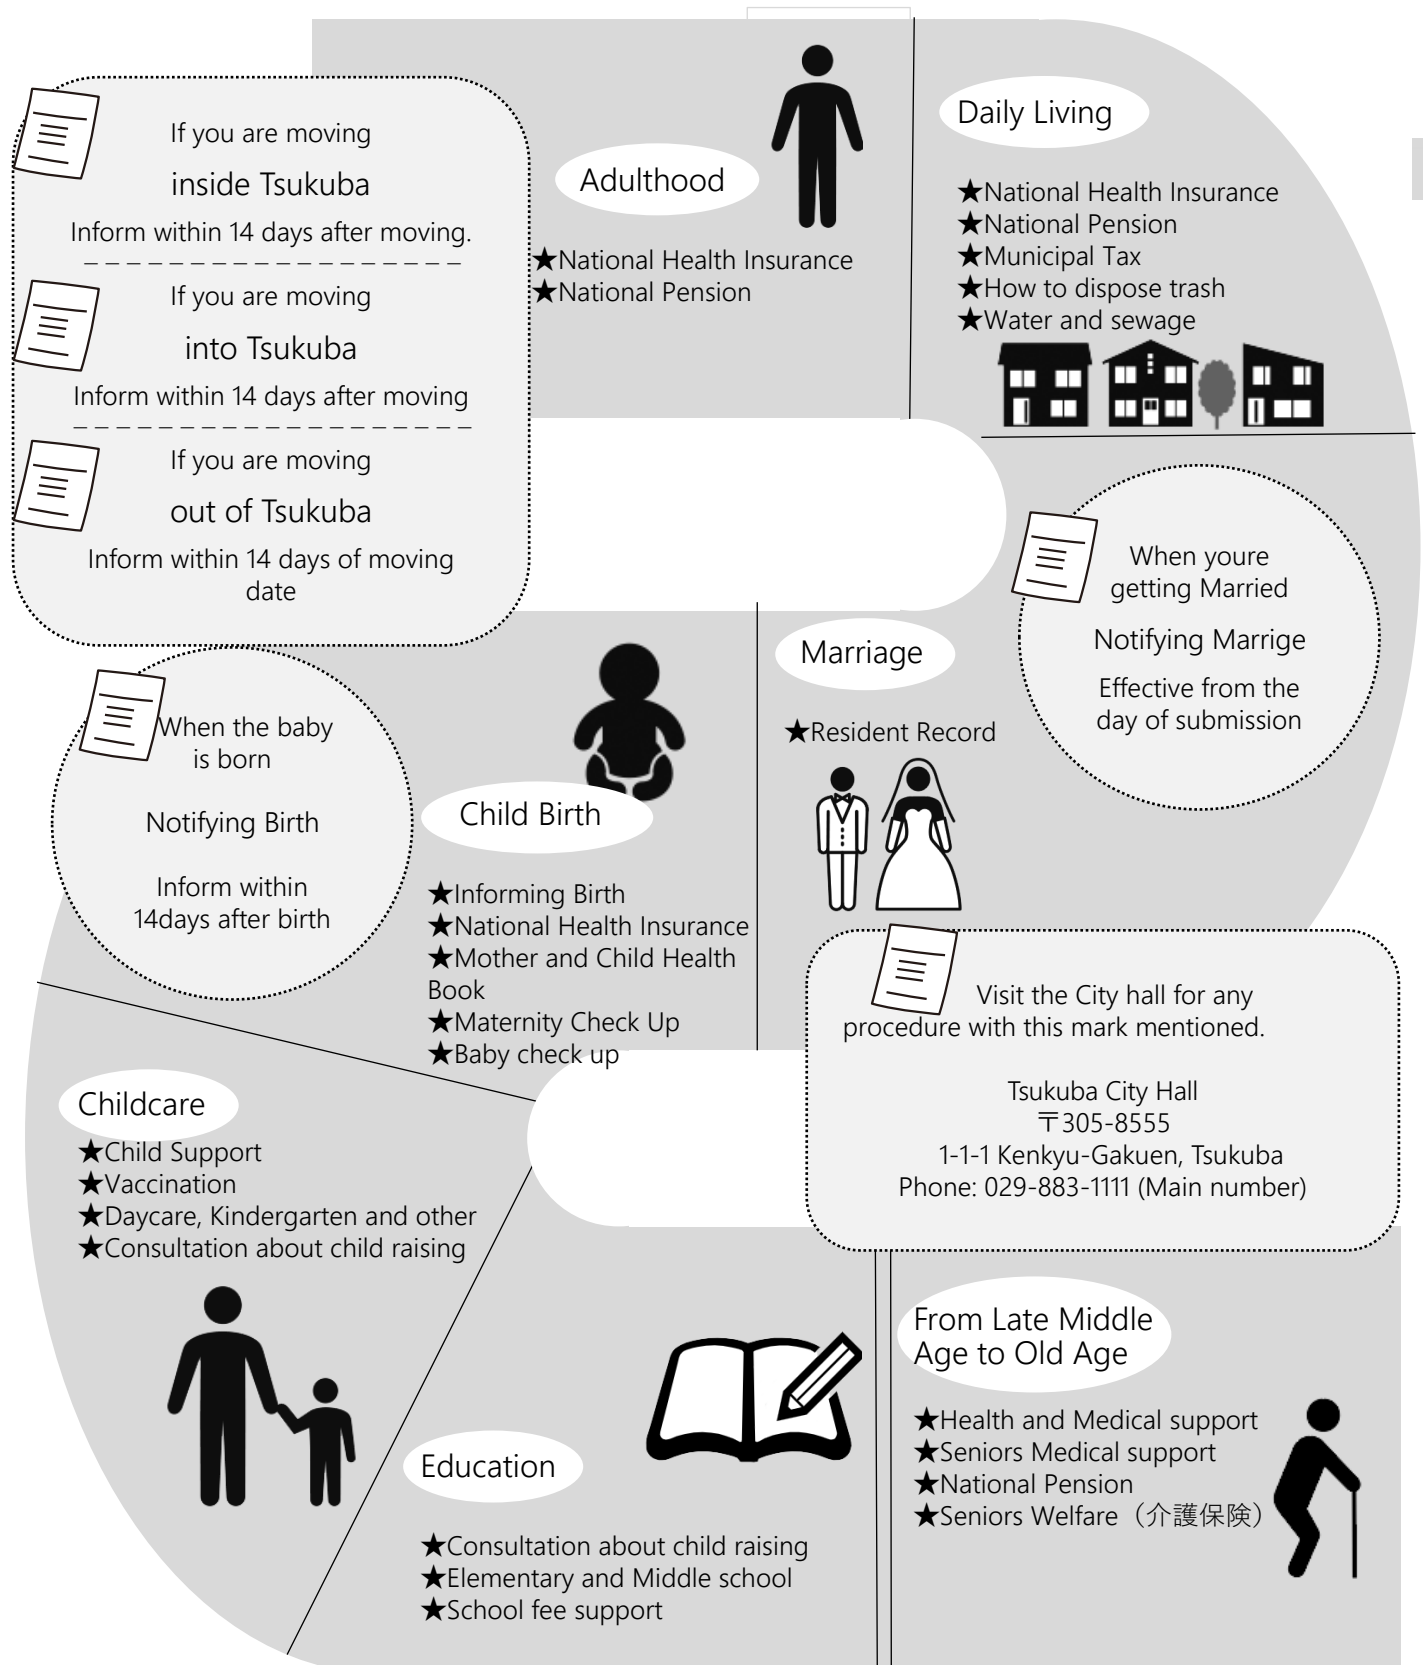 If you are moving
inside Tsukuba
Inform within 14 days after moving.
If you are moving
into Tsukuba
Inform within 14 days after moving
If you are moving
out of Tsukuba
Inform within 14 days of moving
date
Adulthood
★National Health Insurance
★National Pension
Daily Living
★National Health Insurance
★National Pension
★Municipal Tax
★How to dispose trash
★Water and sewage
When youre
getting Married
Notifying Marrige
Effective from the
day of submission
Marriage
★Resident Record
When the baby
is born
Notifying Birth
Inform within
14days after birth
Child Birth
★Informing Birth
★National Health Insurance
★Mother and Child Health
Book
★Maternity Check Up
★Baby check up
Visit the City hall for any
procedure with this mark mentioned.
Tsukuba City Hall
〒305-8555
1-1-1 Kenkyu-Gakuen, Tsukuba
Phone: 029-883-1111 (Main number)
Childcare
★Child Support
★Vaccination
★Daycare, Kindergarten and other
★Consultation about child raising
Education
★Consultation about child raising
★Elementary and Middle school
★School fee support
From Late Middle
Age to Old Age
★Health and Medical support
★Seniors Medical support
★National Pension
★Seniors Welfare（介護保険）